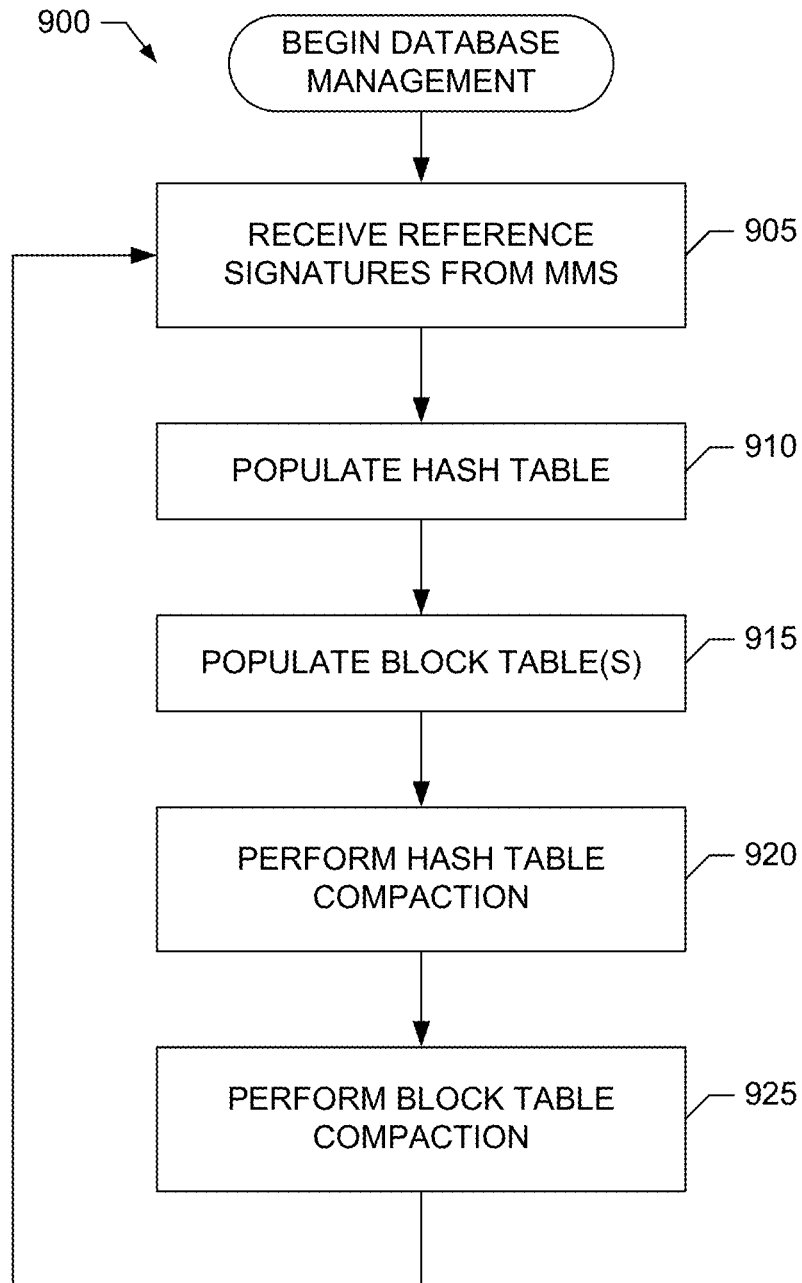 900
BEGIN DATABASE
MANAGEMENT
RECEIVE REFERENCE
SIGNATURES FROM MMS
905
POPULATE HASH TABLE
910
POPULATE BLOCK TABLE(S)
915
PERFORM HASH TABLE
COMPACTION
920
PERFORM BLOCK TABLE
COMPACTION
925